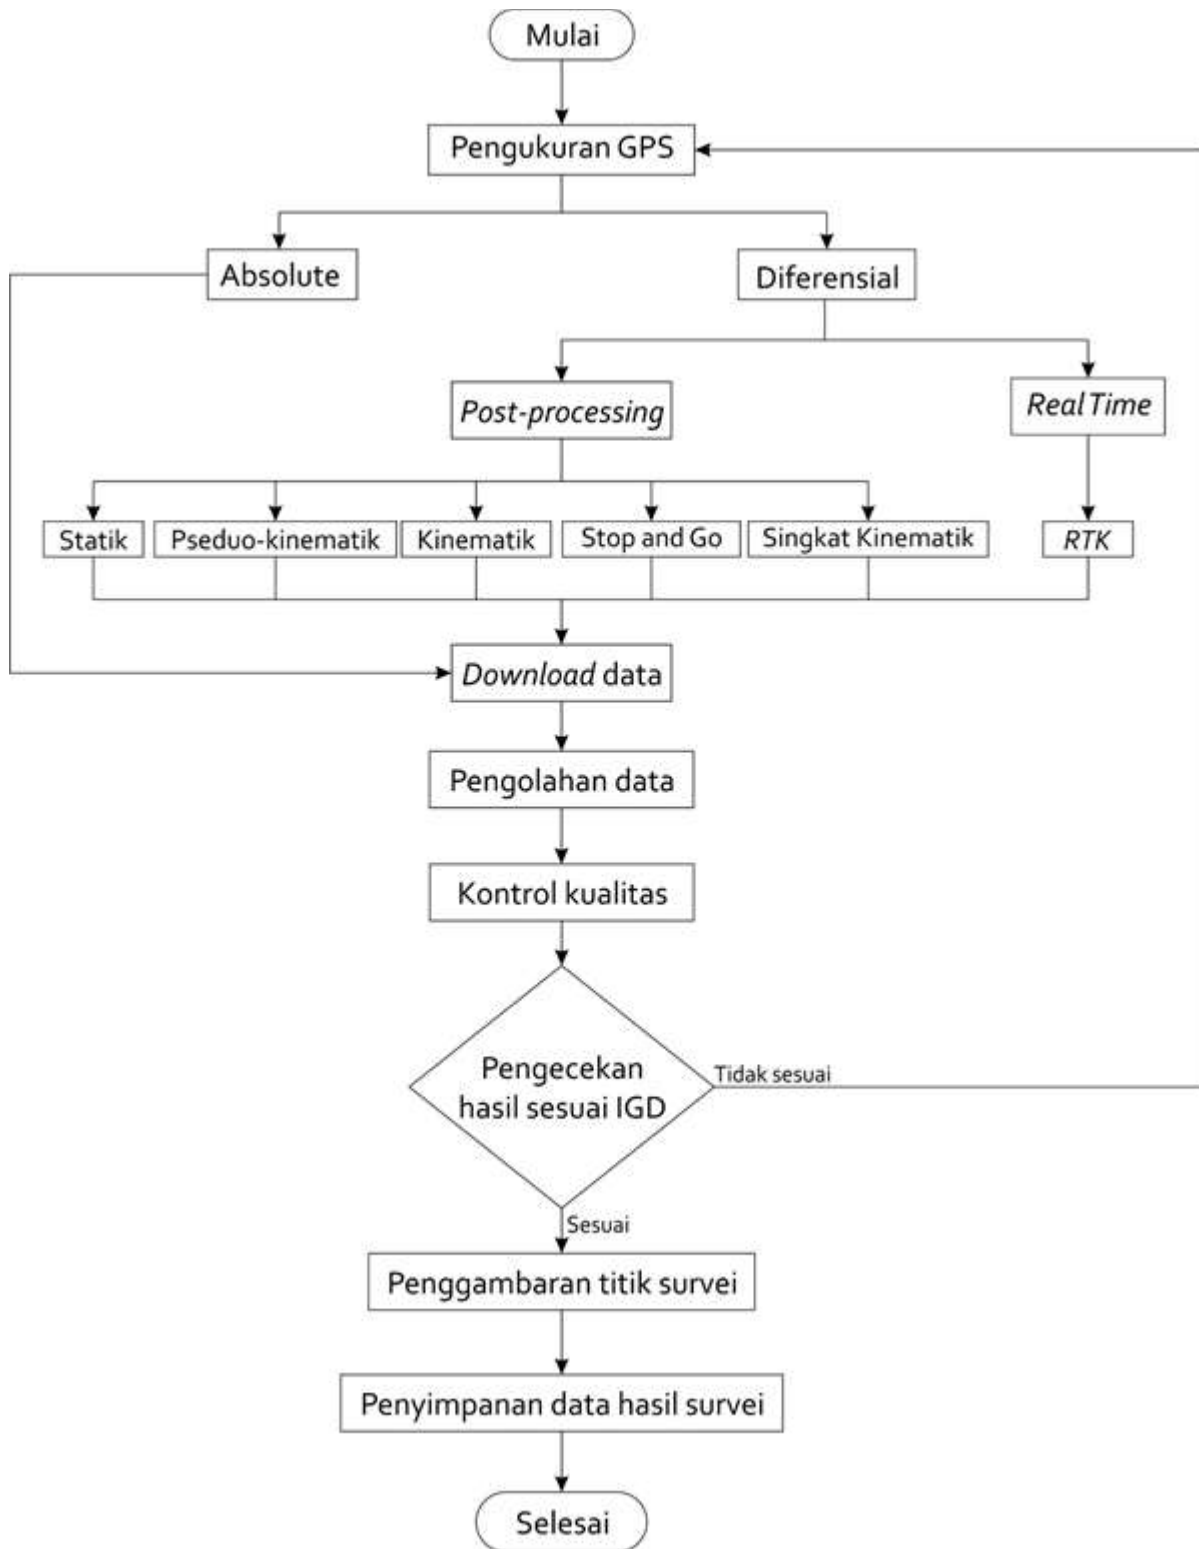 Mulai
Pengukuran GPS
Absolute
Diferensial
Post-processing
Real Time
Statik
Pseduo-kinematik
Kinematik
Stop and Go
Singkat Kinematik
RTK
Download data
Pengolahan data
Kontrol kualitas
Pengecekan
hasil sesuai IGD
Tidak sesuai
Sesuai
Penggambaran titik survei
Penyimpanan data hasil survei
Selesai